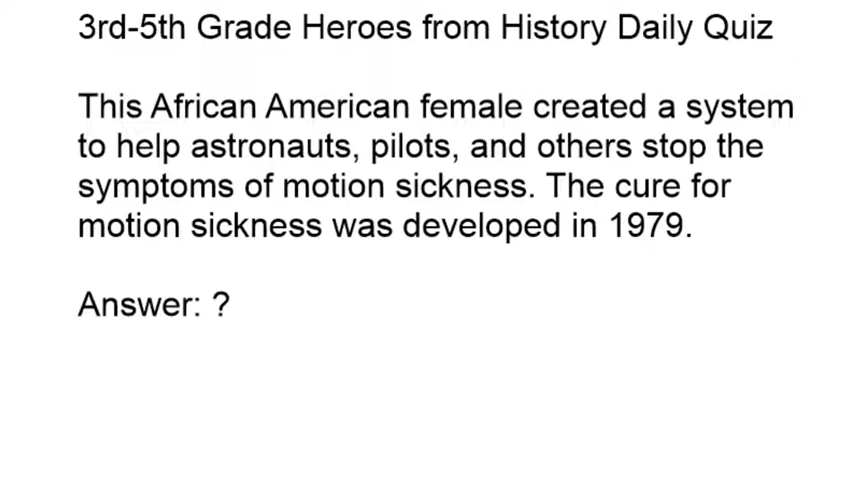 3rd-5th Grade Heroes from History Daily Quiz
This African American female created a system
to help astronauts, pilots, and others stop the
symptoms of motion sickness. The cure for
motion sickness was developed in 1979.
Answer: ?